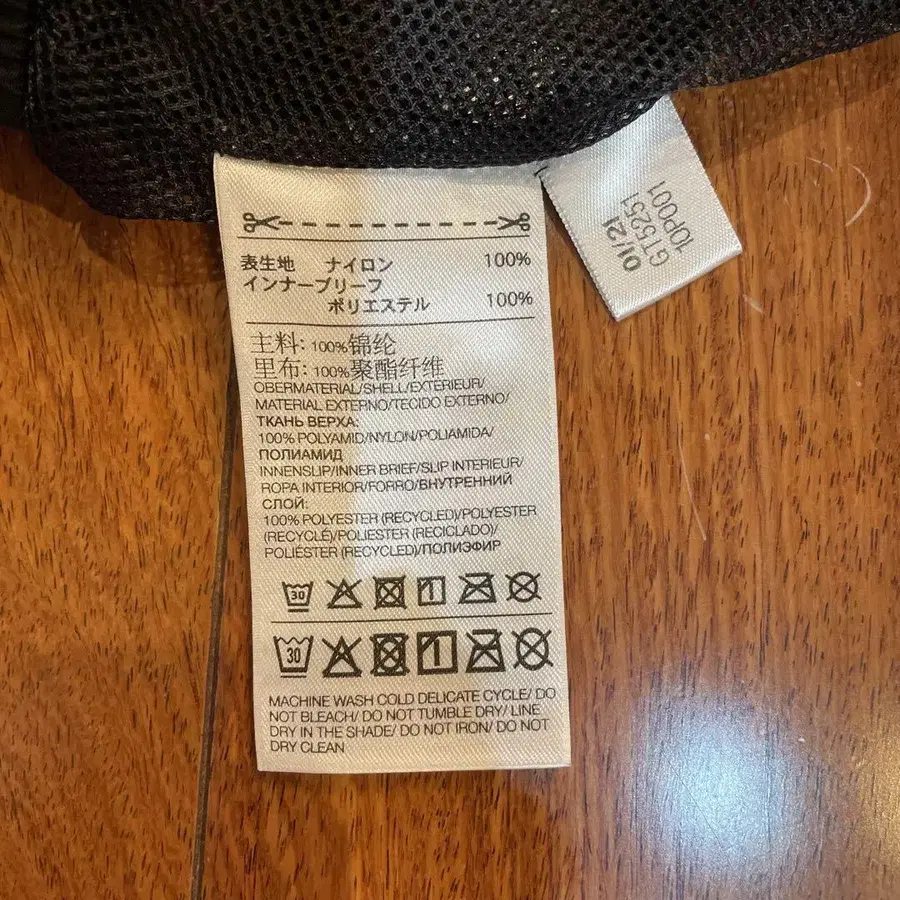 表生地 ナイロン 100%
インナーブリーフ
ポリエステル 100%
主料: 100%锦纶
里布: 100%聚酯纤维
OBERMATERIAL/SHELL/EXTERIEUR/
MATERIAL EXTERNO/TECIDO EXTERNO/
ТКАНЬ ВЕРХА:
100% POLYAMID/NYLON/POLIAMIDA/
ПОЛИАМИД
INNENSLIP/INNER BRIEF/SLIP INTERIEUR/
ROPA INTERIOR/FORRO/ВНУТРЕННИЙ
СЛОЙ:
100% POLYESTER (RECYCLED)/POLYESTER
(RECYCLÉ)/POLIESTER (RECICLADO)/
POLIÉSTER (RECYCLED)/ПОЛИЭФИР
30 1
30 1
MACHINE WASH COLD DELICATE CYCLE/ DO
NOT BLEACH/ DO NOT TUMBLE DRY/ LINE
DRY IN THE SHADE/ DO NOT IRON/ DO NOT
DRY CLEAN
01/21
GT5251
10P001